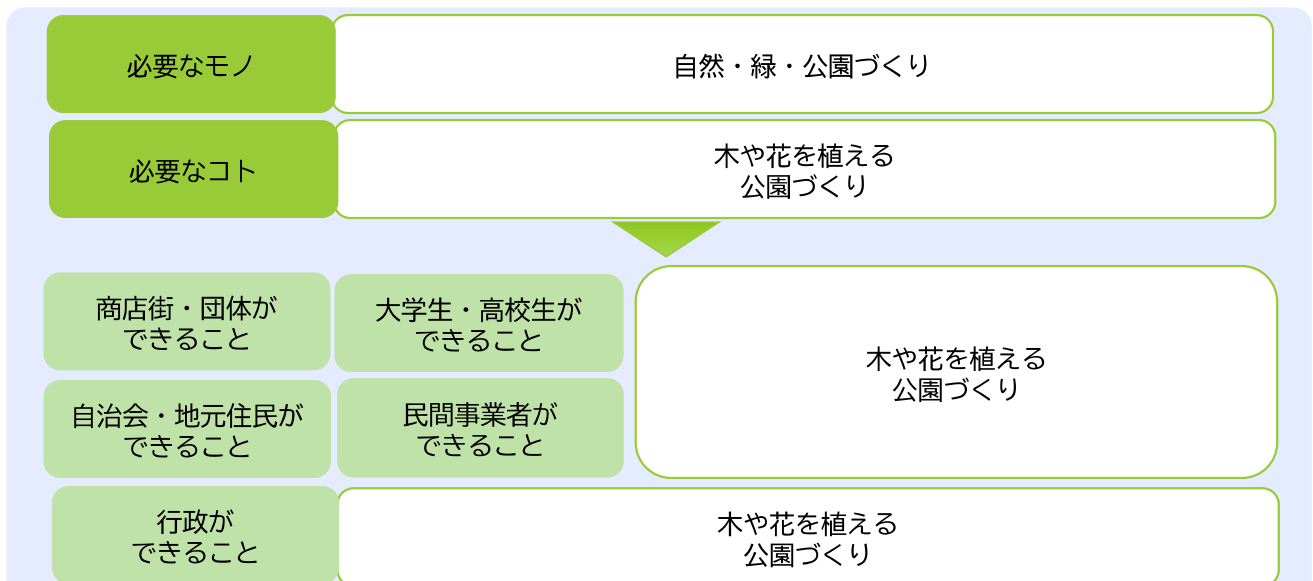 必要なモノ
自然・緑・公園づくり
必要なコト
木や花を植える
公園づくり
商店街・団体が
できること
大学生・高校生が
できること
自治会・地元住民が
できること
民間事業者が
できること
木や花を植える
公園づくり
行政が
できること
木や花を植える
公園づくり